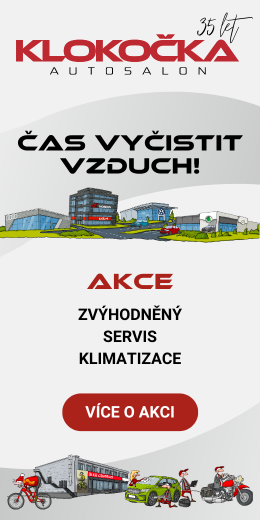 35 let
KLOKOČKA
AUTOSALON
ČAS VYČISTIT
VZDUCH!
AKCE
ZVÝHODNĚNÝ
SERVIS
KLIMATIZACE
VÍCE O AKCI